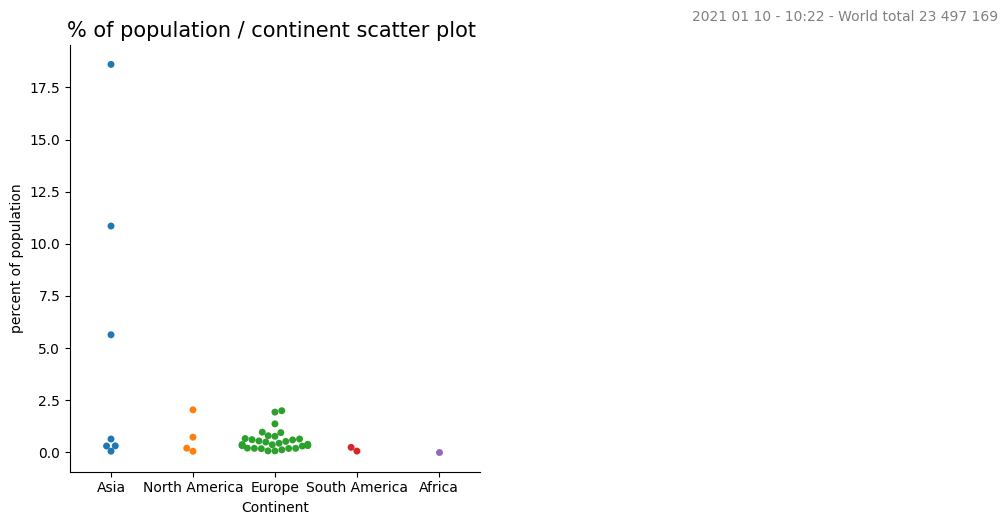 2021 01 10 - 10:22 - World total 23 497 169
% of population / continent scatter plot
percent of population
17.5
15.0
12.5
10.0
7.5
5.0
2.5
0.0
Asia North America Europe South America Africa
Continent